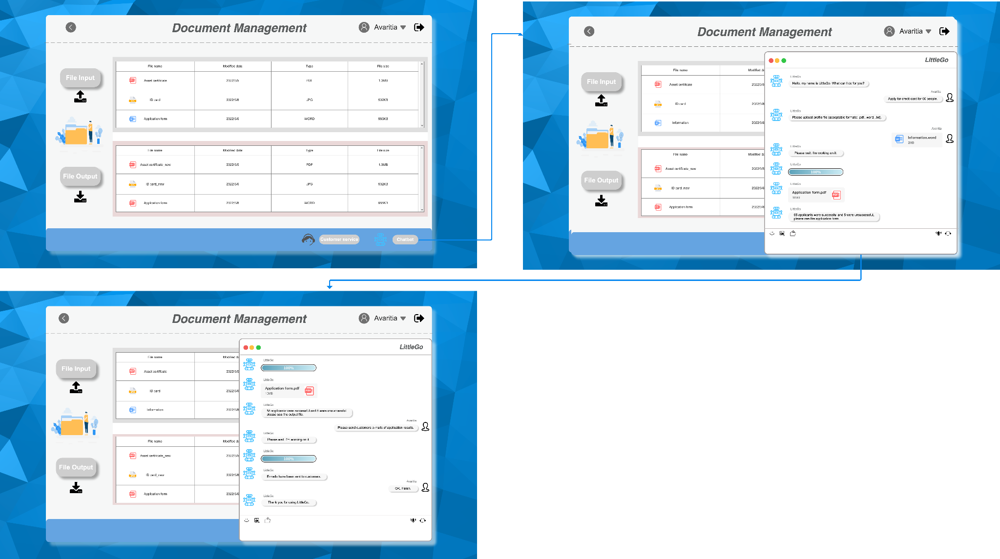 Document Management
Avaritia
File Input
File name Modified date Type File size
Asset certificate 2022/3/5 PDF 1.3MB
ID card 2022/3/6 JPG 502KB
Application form 2022/3/6 WORD 985KB
File Output
File name Modified date Type File size
Asset certificate_new 2022/3/5 PDF 1.3MB
ID card_new 2022/3/6 JPG 502KB
Application form 2022/3/6 WORD 985KB
Customer service
Chatbot
Document Management
Avaritia
File Input
File name Modified da
Asset certificate 2022/3/5
ID card 2022/3/6
Information 2022/3/6
File Output
File name Modified da
Asset certificate_new 2022/3/5
ID card_new 2022/3/6
Application form 2022/3/6
LittleGo
LittleGo
Hello, my name is LittleGo. What can I do for you?
Avaritia
Apply for credit card for 60 people.
LittleGo
Please upload profile file (acceptable formats: .pdf, .word, .txt).
Avaritia
Information.word
2MB
LittleGo
Please wait. I'm working on it.
LittleGo
100%
LittleGo
Application form.pdf
10MB
PDF
LittleGo
55 applicants were successful and 5 were unsuccessful,
please see the application form.
Document Management
Avaritia
File Input
File name Modified da
Asset certificate 2022/3/5
ID card 2022/3/6
Information 2022/3/6
File Output
File name Modified da
Asset certificate_new 2022/3/5
ID card_new 2022/3/6
Application form 2022/3/6
LittleGo
LittleGo
100%
LittleGo
Application form.pdf
10MB
PDF
LittleGo
55 applicants were successful and 5 were unsuccessful,
please see the output file.
Avaritia
Please send customers e-mails of application results.
LittleGo
Please wait. I'm working on it.
LittleGo
100%
LittleGo
E-mails have been sent to customers.
Avaritia
OK. Finish.
LittleGo
Thank you for using LittleGo.